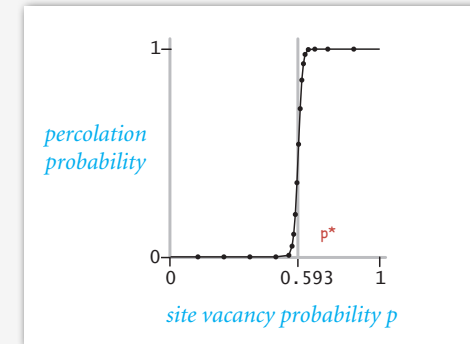 1
percolation
probability
p*
0
0 0.593 1
site vacancy probability p